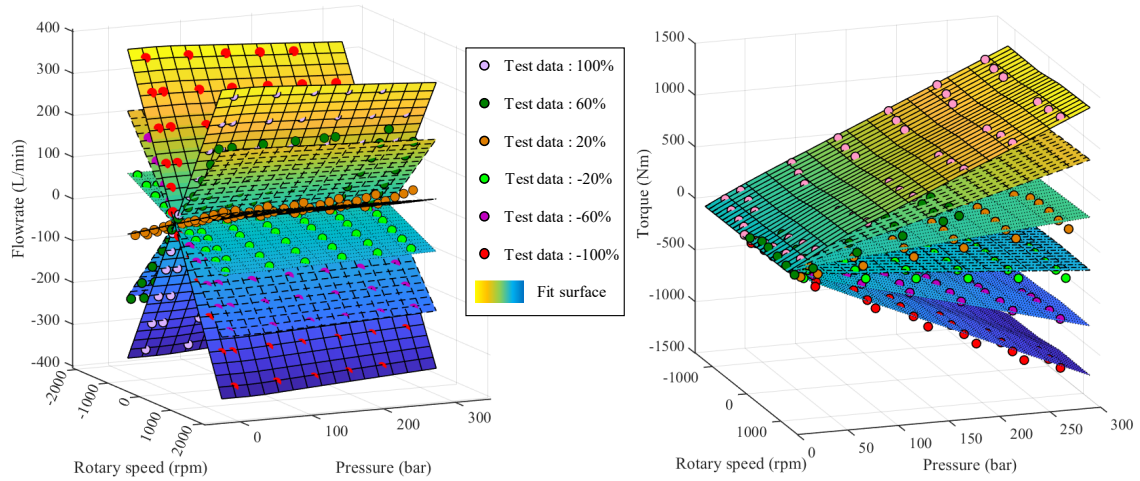 400
300
200
100
0
-100
-200
-300
-400
Flowrate (L/min)
-2000
-1000
0
1000
2000
Rotary speed (rpm)
0
100
200
300
Pressure (bar)
Test data : 100%
Test data : 60%
Test data : 20%
Test data : -20%
Test data : -60%
Test data : -100%
Fit surface
1500
1000
500
0
-500
-1000
-1500
Torque (Nm)
-1000
0
1000
Rotary speed (rpm)
0
50
100
150
200
250
300
Pressure (bar)